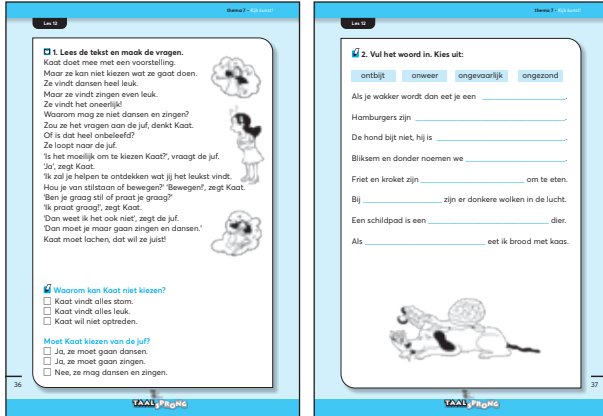 thema 7 - Kijk kunst!
Les 12
1. Lees de tekst en maak de vragen.
Kaat doet mee met een voorstelling.
Maar ze kan niet kiezen wat ze gaat doen.
Ze vindt dansen heel leuk.
Maar ze vindt zingen even leuk.
Ze vindt het oneerlijk!
Waarom mag ze niet dansen en zingen?
Zou ze het vragen aan de juf, denkt Kaat.
Of is dat heel onbeleefd?
Ze loopt naar de juf.
'Is het moeilijk om te kiezen Kaat?', vraagt de juf.
'Ja', zegt Kaat.
'Ik zal je helpen te ontdekken wat jij het leukst vindt.
Hou je van stilstaan of bewegen?' 'Bewegen!', zegt Kaat.
'Ben je graag stil of praat je graag?'
'Ik praat graag!', zegt Kaat.
'Dan weet ik het ook niet', zegt de juf.
'Dan moet je maar gaan zingen en dansen.'
Kaat moet lachen, dat wil ze juist!
Waarom kan Kaat niet kiezen?
Kaat vindt alles stom.
Kaat vindt alles leuk.
Kaat wil niet optreden.
Moet Kaat kiezen van de juf?
Ja, ze moet gaan dansen.
Ja, ze moet gaan zingen.
Nee, ze mag dansen en zingen.
36
TAALSPRONG
thema 7 - Kijk kunst!
Les 12
2. Vul het woord in. Kies uit:
ontbijt onweer ongevaarlijk ongezond
Als je wakker wordt dan eet je een ____.
Hamburgers zijn ____.
De hond bijt niet, hij is ____.
Bliksem en donder noemen we ____.
Friet en kroket zijn ____ om te eten.
Bij ____ zijn er donkere wolken in de lucht.
Een schildpad is een ____ dier.
Als ____ eet ik brood met kaas.
37
TAALSPRONG